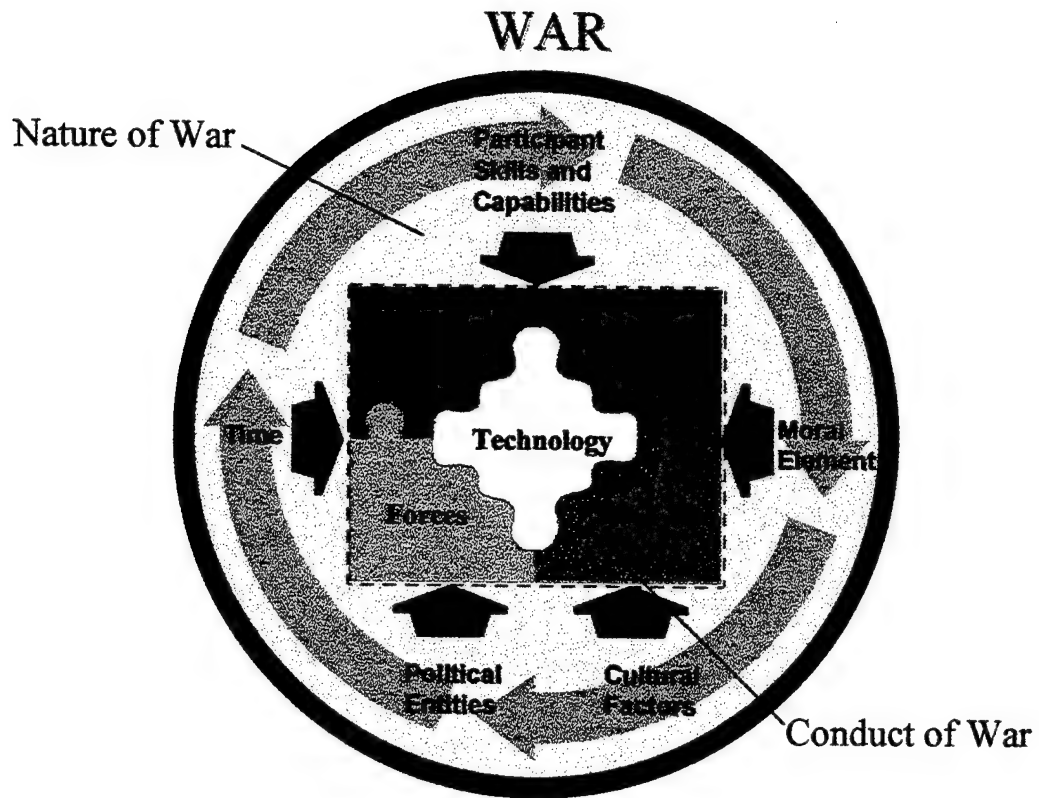 WAR
Nature of War
Participant
Skills and
Capabilities
Time
Technology
Moral
Element
Forces
Political
Entities
Cultural
Factors
Conduct of War